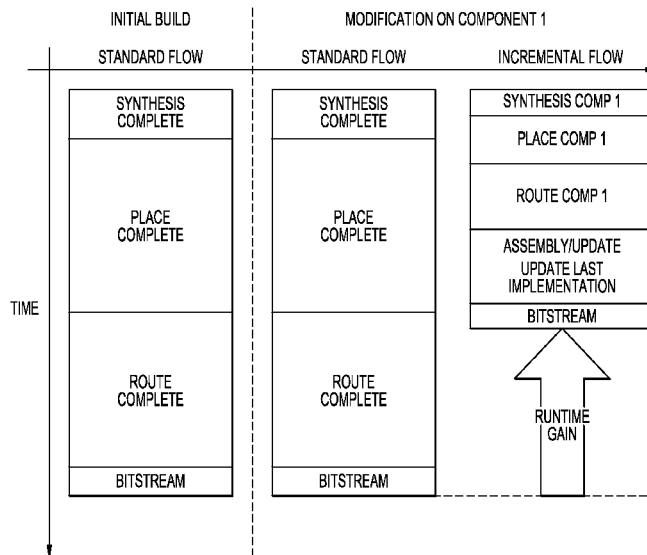 INITIAL BUILD
MODIFICATION ON COMPONENT 1
STANDARD FLOW
STANDARD FLOW
INCREMENTAL FLOW
TIME
SYNTHESIS
COMPLETE
PLACE
COMPLETE
ROUTE
COMPLETE
BITSTREAM
SYNTHESIS
COMPLETE
PLACE
COMPLETE
ROUTE
COMPLETE
BITSTREAM
SYNTHESIS COMP 1
PLACE COMP 1
ROUTE COMP 1
ASSEMBLY/UPDATE
UPDATE LAST
IMPLEMENTATION
BITSTREAM
RUNTIME
GAIN